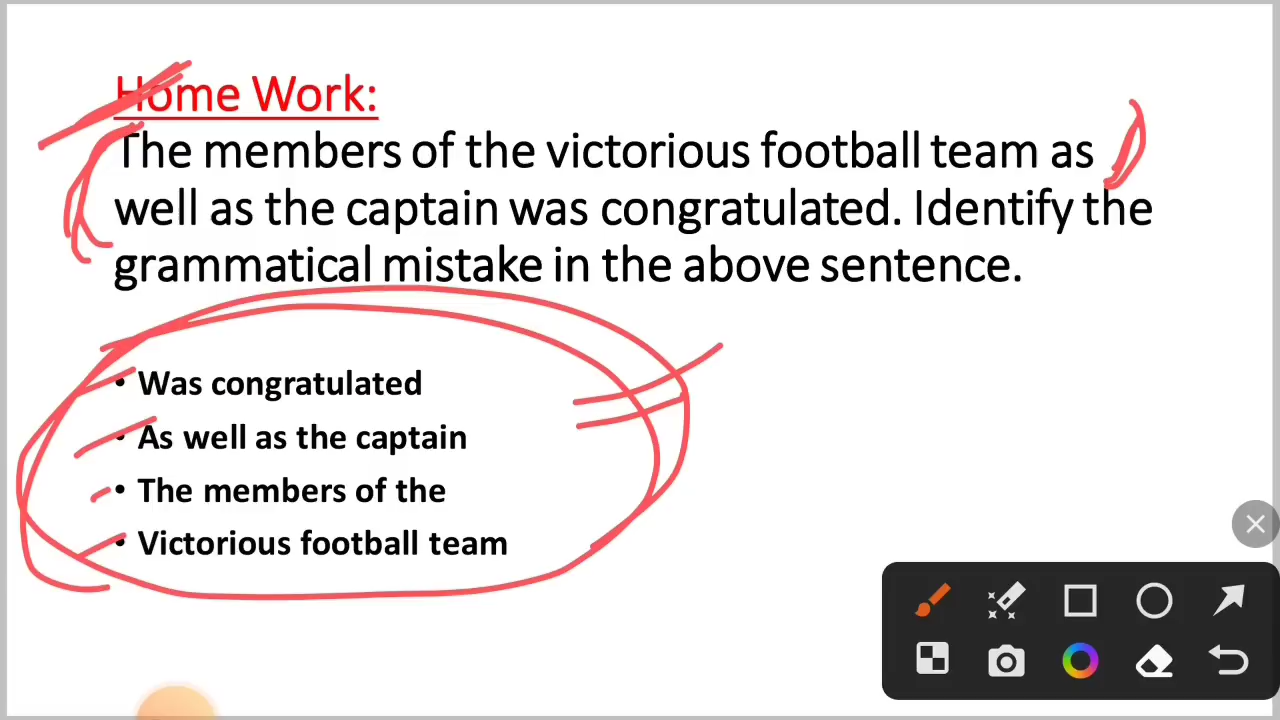 Home Work:
The members of the victorious football team as
well as the captain was congratulated. Identify the
grammatical mistake in the above sentence.
• Was congratulated
• As well as the captain
• The members of the
• Victorious football team